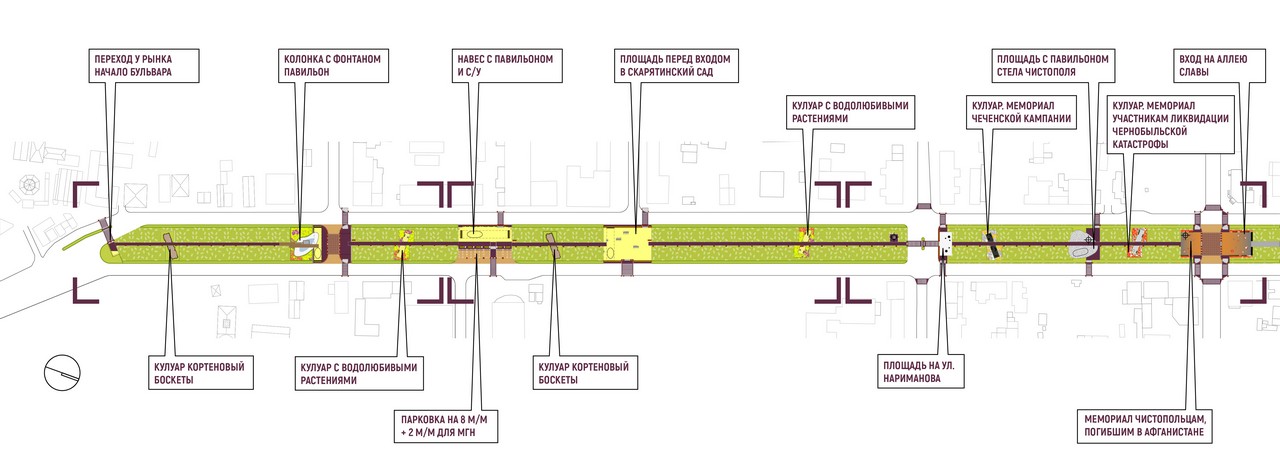 ПЕРЕХОД У РЫНКА
НАЧАЛО БУЛЬВАРА
КОЛОНКА С ФОНТАНОМ
ПАВИЛЬОН
НАВЕС С ПАВИЛЬОНОМ
И С/У
ПЛОЩАДЬ ПЕРЕД ВХОДОМ
В СКАРЯТИНСКИЙ САД
КУЛУАР С ВОДОЛЮБИВЫМИ
РАСТЕНИЯМИ
КУЛУАР. МЕМОРИАЛ
ЧЕЧЕНСКОЙ КАМПАНИИ
ПЛОЩАДЬ С ПАВИЛЬОНОМ
СТЕЛА ЧИСТОПОЛЯ
КУЛУАР. МЕМОРИАЛ
УЧАСТНИКАМ ЛИКВИДАЦИИ
ЧЕРНОБЫЛЬСКОЙ
КАТАСТРОФЫ
ВХОД НА АЛЛЕЮ
СЛАВЫ
КУЛУАР КОРТЕНОВЫЙ
БОСКЕТЫ
КУЛУАР С ВОДОЛЮБИВЫМИ
РАСТЕНИЯМИ
ПАРКОВКА НА 8 М/М
+ 2 М/М ДЛЯ МГН
КУЛУАР КОРТЕНОВЫЙ
БОСКЕТЫ
ПЛОЩАДЬ НА УЛ.
НАРИМАНОВА
МЕМОРИАЛ ЧИСТОПОЛЬЦАМ,
ПОГИБШИМ В АФГАНИСТАНЕ